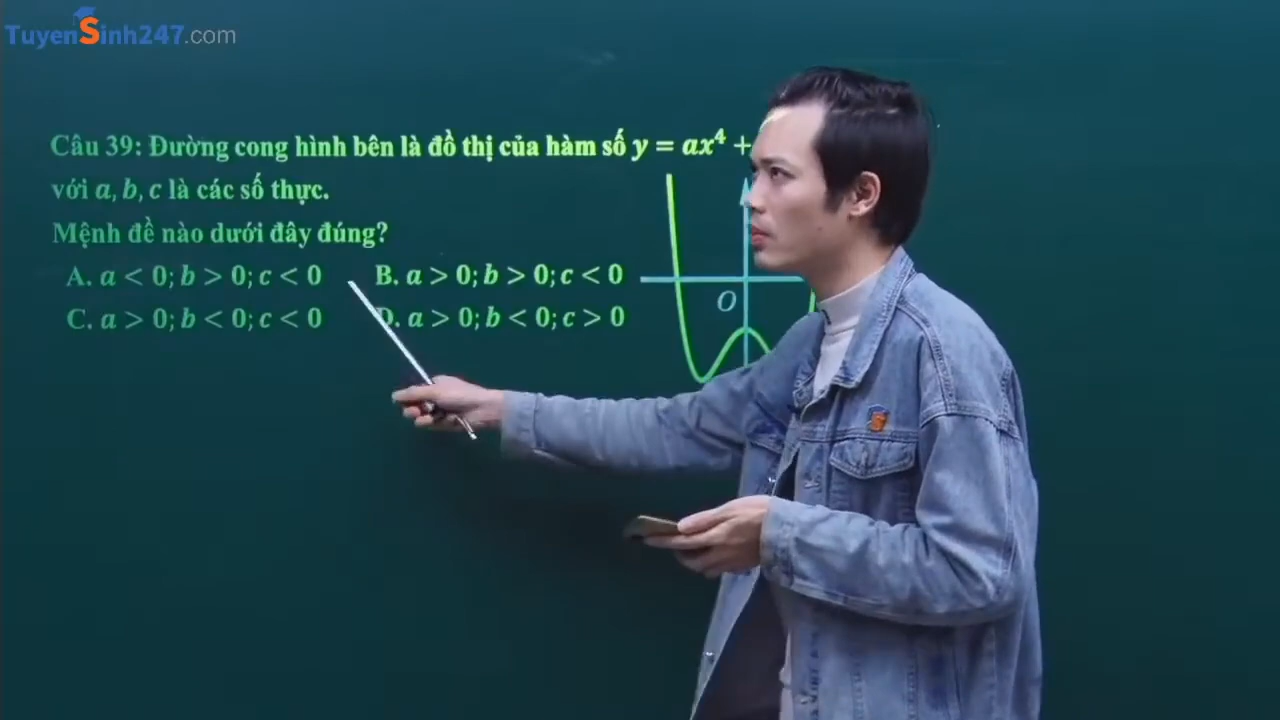 TuyenSinh247.com
Câu 39: Đường cong hình bên là đồ thị của hàm số y = ax⁴ +
với a, b, c là các số thực.
Mệnh đề nào dưới đây đúng?
A. a < 0; b > 0; c < 0 B. a > 0; b > 0; c < 0
C. a > 0; b < 0; c < 0 D. a > 0; b < 0; c > 0
O